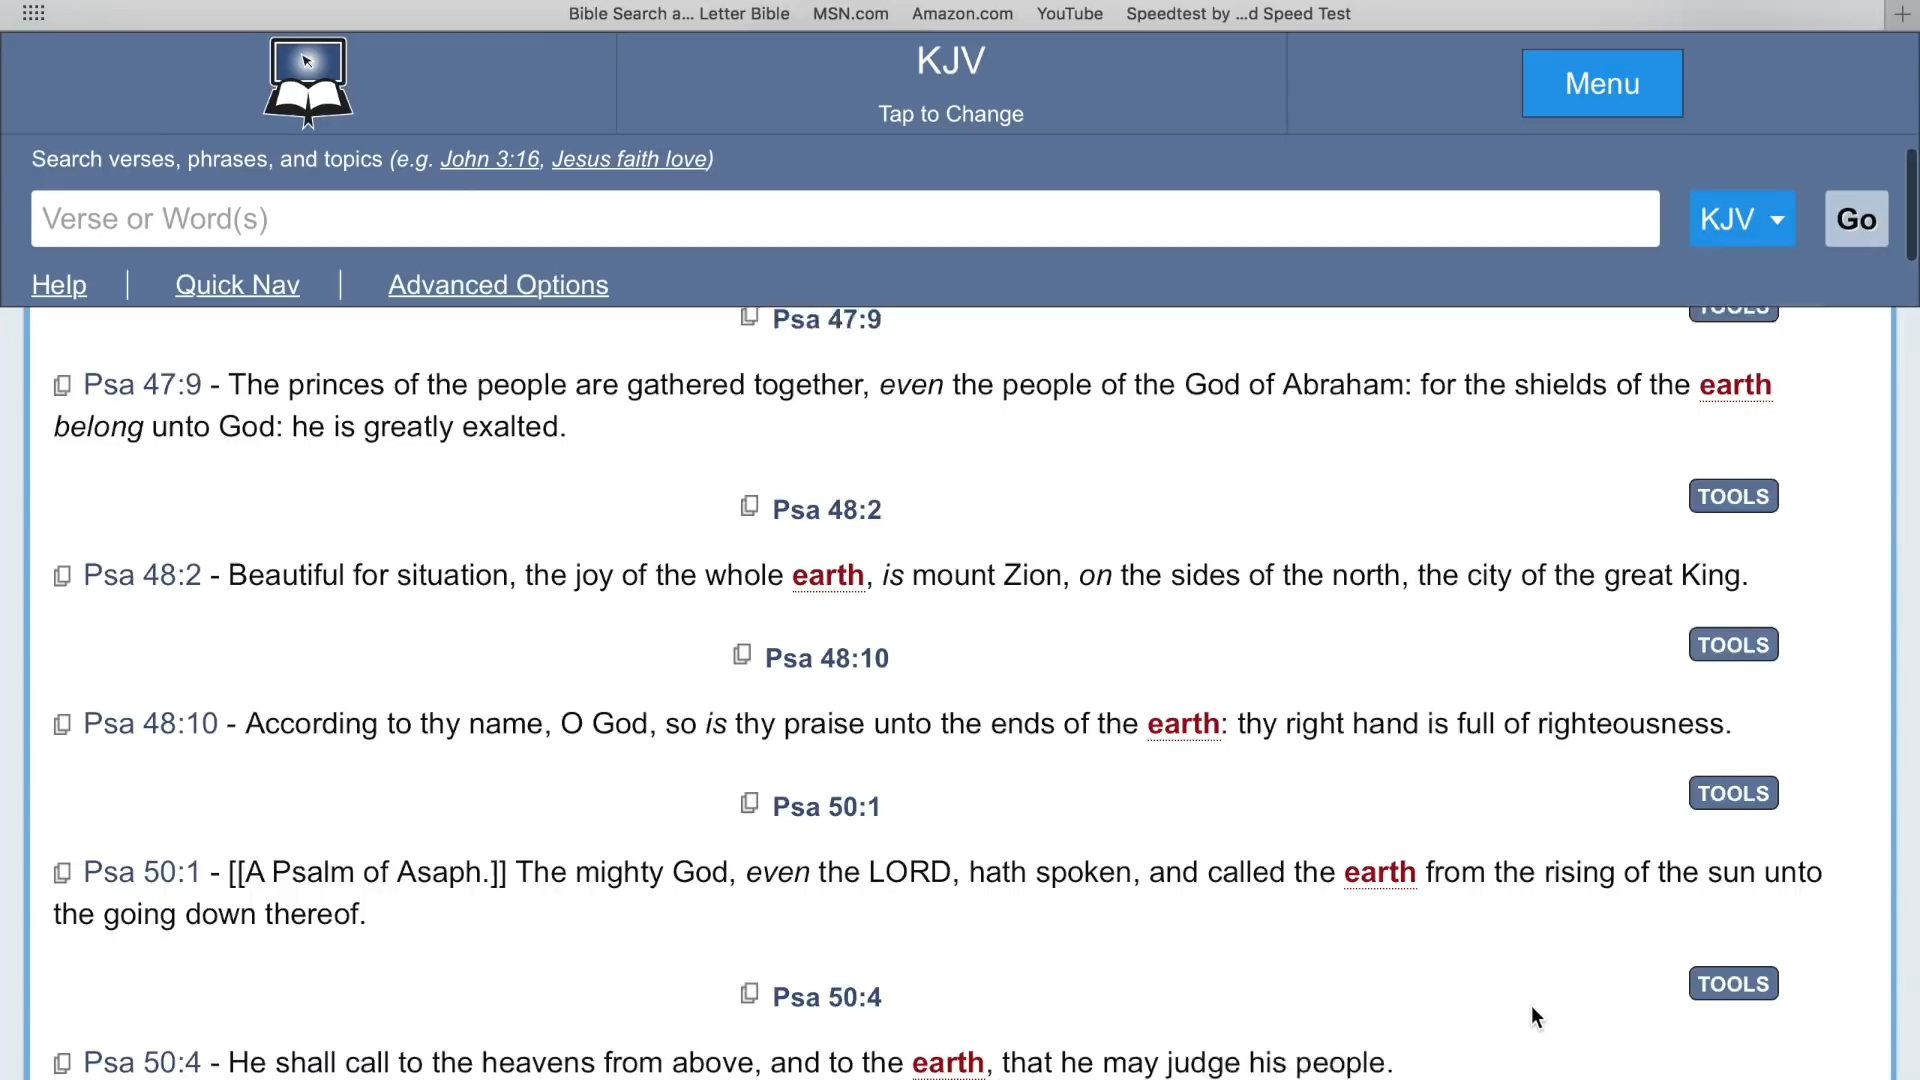 Bible Search a... Letter Bible MSN.com Amazon.com YouTube Speedtest by ...d Speed Test
KJV
Tap to Change
Menu
Search verses, phrases, and topics (e.g. John 3:16, Jesus faith love)
Verse or Word(s)
KJV
Go
Help | Quick Nav | Advanced Options
Psa 47:9
TOOLS
Psa 47:9 - The princes of the people are gathered together, even the people of the God of Abraham: for the shields of the earth
belong unto God: he is greatly exalted.
Psa 48:2
TOOLS
Psa 48:2 - Beautiful for situation, the joy of the whole earth, is mount Zion, on the sides of the north, the city of the great King.
Psa 48:10
TOOLS
Psa 48:10 - According to thy name, O God, so is thy praise unto the ends of the earth: thy right hand is full of righteousness.
Psa 50:1
TOOLS
Psa 50:1 - [[A Psalm of Asaph.]] The mighty God, even the LORD, hath spoken, and called the earth from the rising of the sun unto
the going down thereof.
Psa 50:4
TOOLS
Psa 50:4 - He shall call to the heavens from above, and to the earth, that he may judge his people.